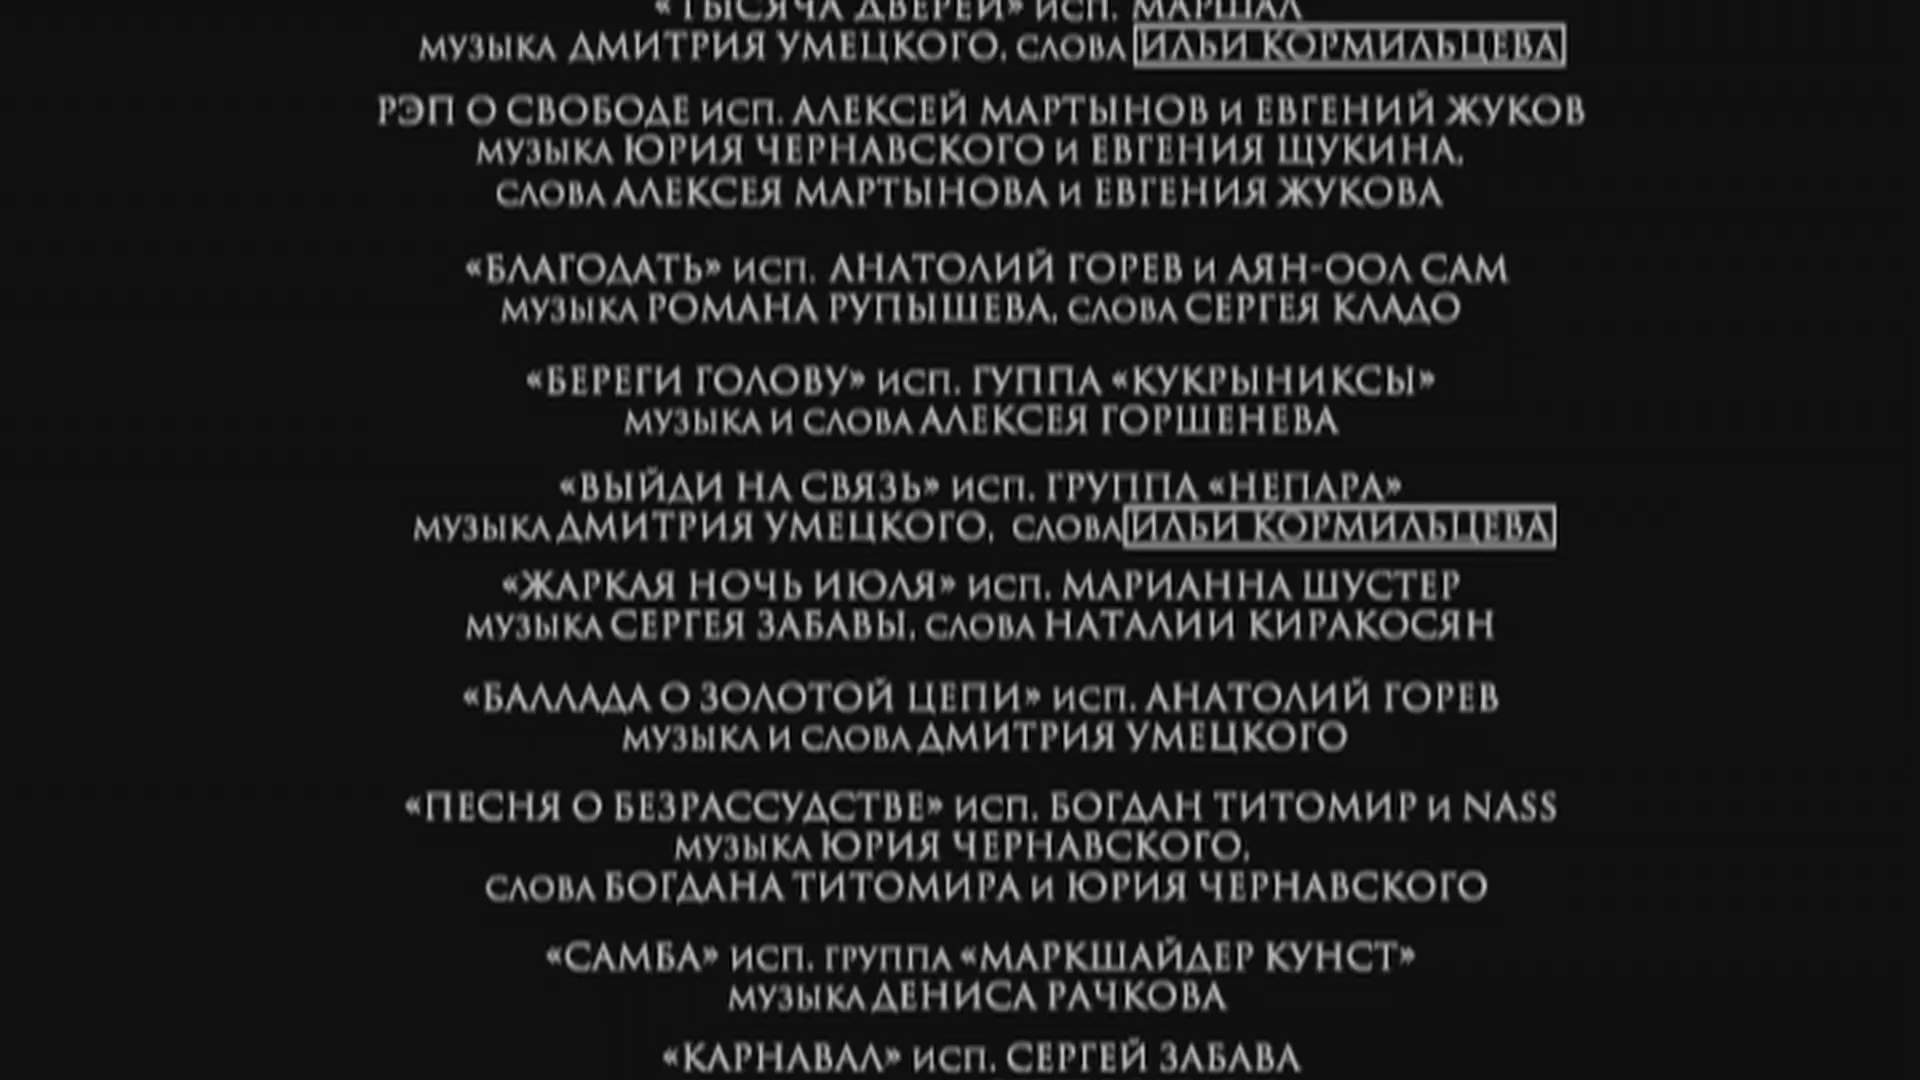 «ТЫСЯЧА ДВЕРЕЙ» исп. МАРШАЛ
музыка ДМИТРИЯ УМЕЦКОГО, слова ИЛЬИ КОРМИЛЬЦЕВА
РЭП О СВОБОДЕ исп. АЛЕКСЕЙ МАРТЫНОВ и ЕВГЕНИЙ ЖУКОВ
музыка ЮРИЯ ЧЕРНАВСКОГО и ЕВГЕНИЯ ЩУКИНА,
слова АЛЕКСЕЯ МАРТЫНОВА и ЕВГЕНИЯ ЖУКОВА
«БЛАГОДАТЬ» исп. АНАТОЛИЙ ГОРЕВ и АЯН-ООЛ САМ
музыка РОМАНА РУПЫШЕВА, слова СЕРГЕЯ КЛАДО
«БЕРЕГИ ГОЛОВУ» исп. ГУППА «КУКРЫНИКСЫ»
музыка и слова АЛЕКСЕЯ ГОРШЕНЕВА
«ВЫЙДИ НА СВЯЗЬ» исп. ГРУППА «НЕПАРА»
музыка ДМИТРИЯ УМЕЦКОГО, слова ИЛЬИ КОРМИЛЬЦЕВА
«ЖАРКАЯ НОЧЬ ИЮЛЯ» исп. МАРИАННА ШУСТЕР
музыка СЕРГЕЯ ЗАБАВЫ, слова НАТАЛИИ КИРАКОСЯН
«БАЛЛАДА О ЗОЛОТОЙ ЦЕПИ» исп. АНАТОЛИЙ ГОРЕВ
музыка и слова ДМИТРИЯ УМЕЦКОГО
«ПЕСНЯ О БЕЗРАССУДСТВЕ» исп. БОГДАН ТИТОМИР и NASS
музыка ЮРИЯ ЧЕРНАВСКОГО,
слова БОГДАНА ТИТОМИРА и ЮРИЯ ЧЕРНАВСКОГО
«САМБА» исп. группа «МАРКШАЙДЕР КУНСТ»
музыка ДЕНИСА РАЧКОВА
«КАРНАВАЛ» исп. СЕРГЕЙ ЗАБАВА